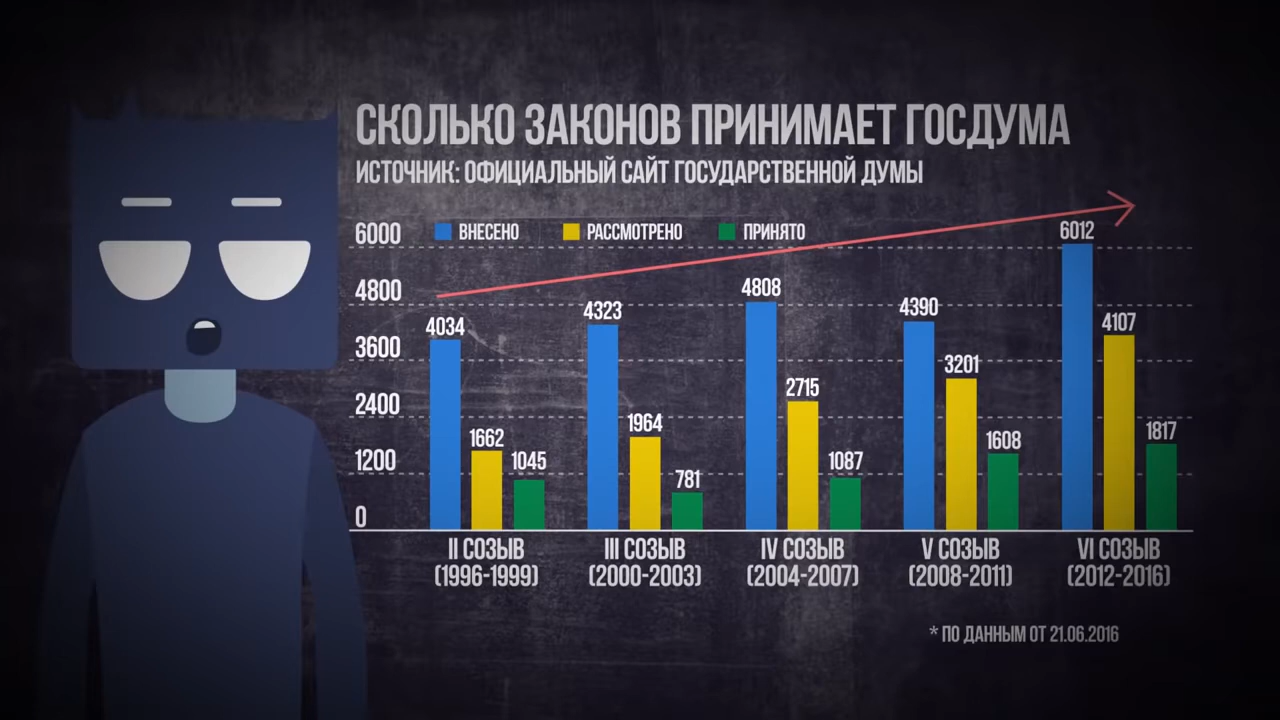 СКОЛЬКО ЗАКОНОВ ПРИНИМАЕТ ГОСДУМА
ИСТОЧНИК: ОФИЦИАЛЬНЫЙ САЙТ ГОСУДАРСТВЕННОЙ ДУМЫ
ВНЕСЕНО РАССМОТРЕНО ПРИНЯТО
6000
4800
3600
2400
1200
0
4034 1662 1045
4323 1964 781
4808 2715 1087
4390 3201 1608
6012 4107 1817
II СОЗЫВ III СОЗЫВ IV СОЗЫВ V СОЗЫВ VI СОЗЫВ
(1996-1999) (2000-2003) (2004-2007) (2008-2011) (2012-2016)
* ПО ДАННЫМ ОТ 21.06.2016